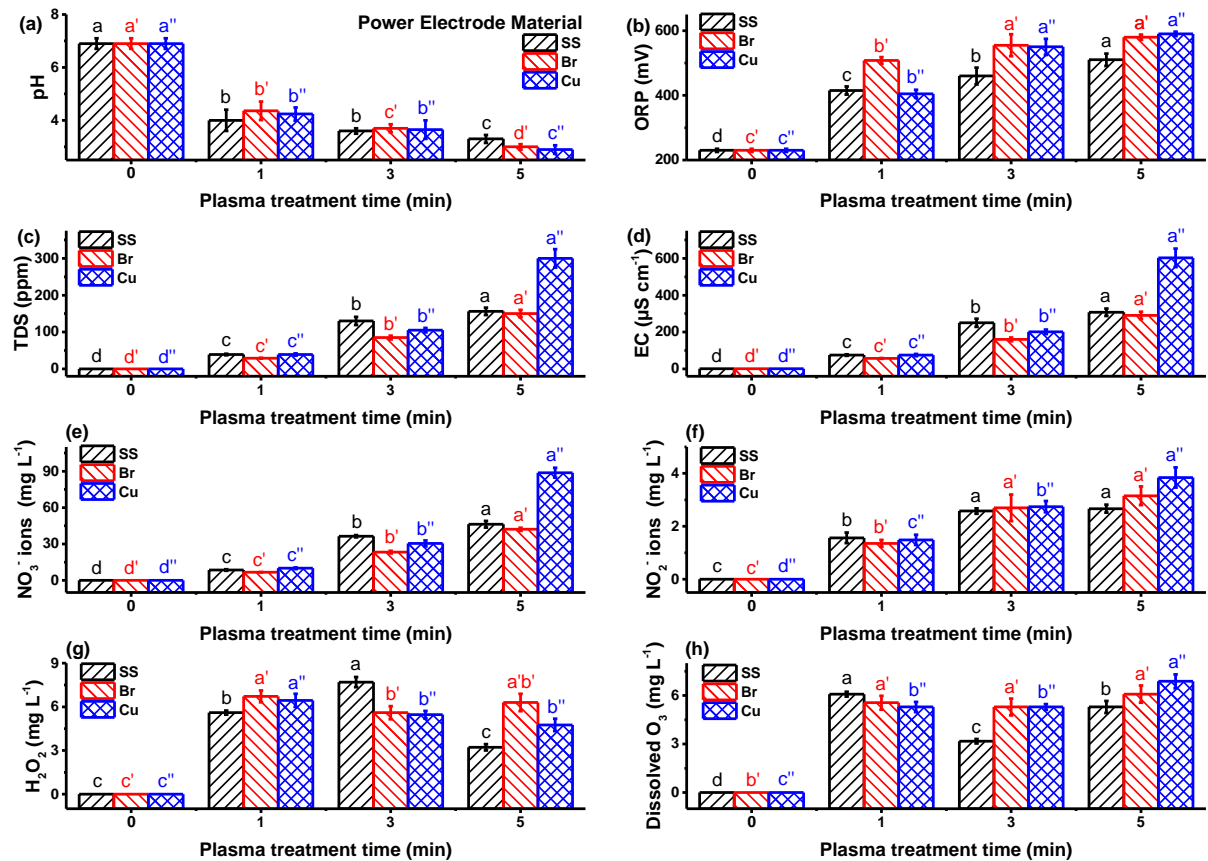 (a)
Power Electrode Material
SS
Br
Cu
a a' a''
b b' b''
b c' b''
c d' c''
8
6
4
pH
0 1 3 5
Plasma treatment time (min)
(b)
SS
Br
Cu
d c' c''
c b' b''
b a' a''
a a' a''
600
400
200
ORP (mV)
0 1 3 5
Plasma treatment time (min)
(c)
SS
Br
Cu
d d' d''
c c' c''
b b' b''
a a' a''
300
200
100
0
TDS (ppm)
0 1 3 5
Plasma treatment time (min)
(d)
SS
Br
Cu
d d' d''
c c' c''
b b' b''
a a' a''
600
400
200
0
EC (µS cm⁻¹)
0 1 3 5
Plasma treatment time (min)
(e)
SS
Br
Cu
d d' d''
c c' c''
b b' b''
a a' a''
90
60
30
0
NO₃⁻ ions (mg L⁻¹)
0 1 3 5
Plasma treatment time (min)
(f)
SS
Br
Cu
c c' d''
b b' c''
a a' b''
a a' a''
4
2
0
NO₂⁻ ions (mg L⁻¹)
0 1 3 5
Plasma treatment time (min)
(g)
SS
Br
Cu
c c' c''
b a' a''
a b' b''
c a'b' b''
9
6
3
0
H₂O₂ (mg L⁻¹)
0 1 3 5
Plasma treatment time (min)
(h)
SS
Br
Cu
d b' c''
a a' b''
c a' b''
b a' a''
9
6
3
0
Dissolved O₃ (mg L⁻¹)
0 1 3 5
Plasma treatment time (min)